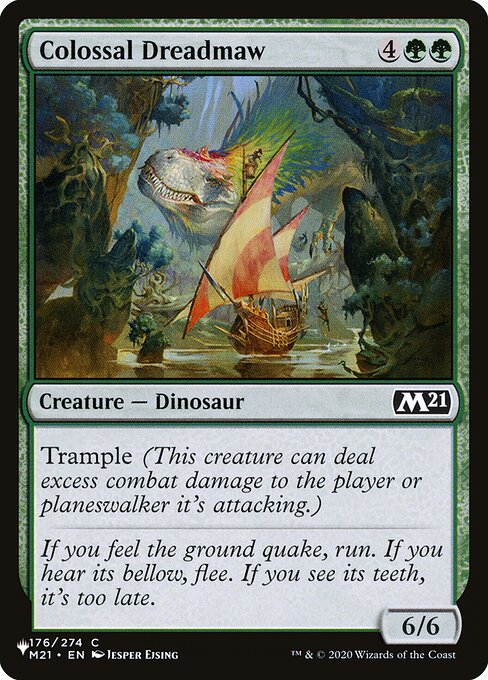 Colossal Dreadmaw 4
Creature — Dinosaur M21
Trample (This creature can deal
excess combat damage to the player or
planeswalker it's attacking.)
If you feel the ground quake, run. If you
hear its bellow, flee. If you see its teeth,
it's too late.
6/6
176/274 C
M21 • EN Jesper Ejsing
™ & © 2020 Wizards of the Coast